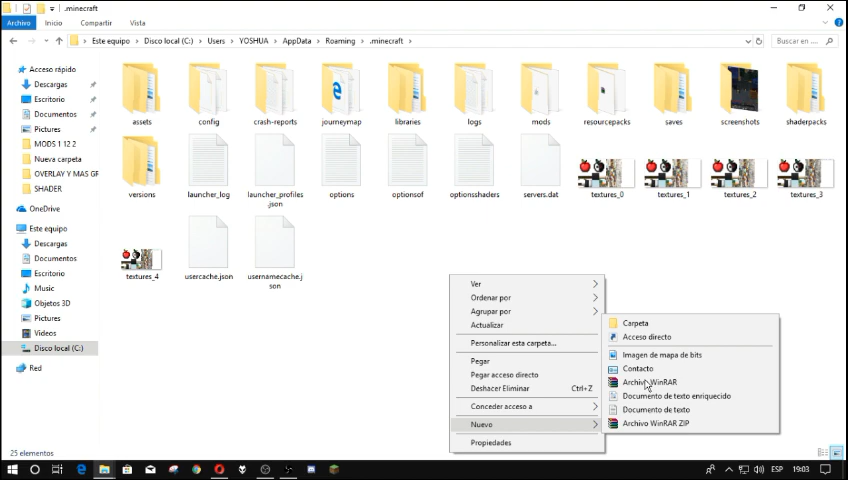 .minecraft
Archivo
Inicio
Compartir
Vista
Este equipo
Disco local (C:)
Users
YOSHUA
AppData
Roaming
.minecraft
Buscar en ...
Acceso rápido
Descargas
Escritorio
Documentos
Pictures
MODS 1 12 2
Nueva carpeta
OVERLAY Y MAS GF
SHADER
OneDrive
Este equipo
Descargas
Documentos
Escritorio
Music
Objetos 3D
Pictures
Videos
Disco local (C:)
Red
assets
config
crash-reports
journeymap
libraries
logs
mods
resourcepacks
saves
screenshots
shaderpacks
versions
launcher_log
launcher_profiles.
json
options
optionsof
optionsshaders
servers.dat
textures_0
textures_1
textures_2
textures_3
textures_4
usercache.json
usernamecache.j
son
Ver
Ordenar por
Agrupar por
Actualizar
Personalizar esta carpeta...
Pegar
Pegar acceso directo
Deshacer Eliminar Ctrl+Z
Conceder acceso a
Nuevo
Propiedades
Carpeta
Acceso directo
Imagen de mapa de bits
Contacto
Archivo WinRAR
Documento de texto enriquecido
Documento de texto
Archivo WinRAR ZIP
25 elementos
ESP
19:03